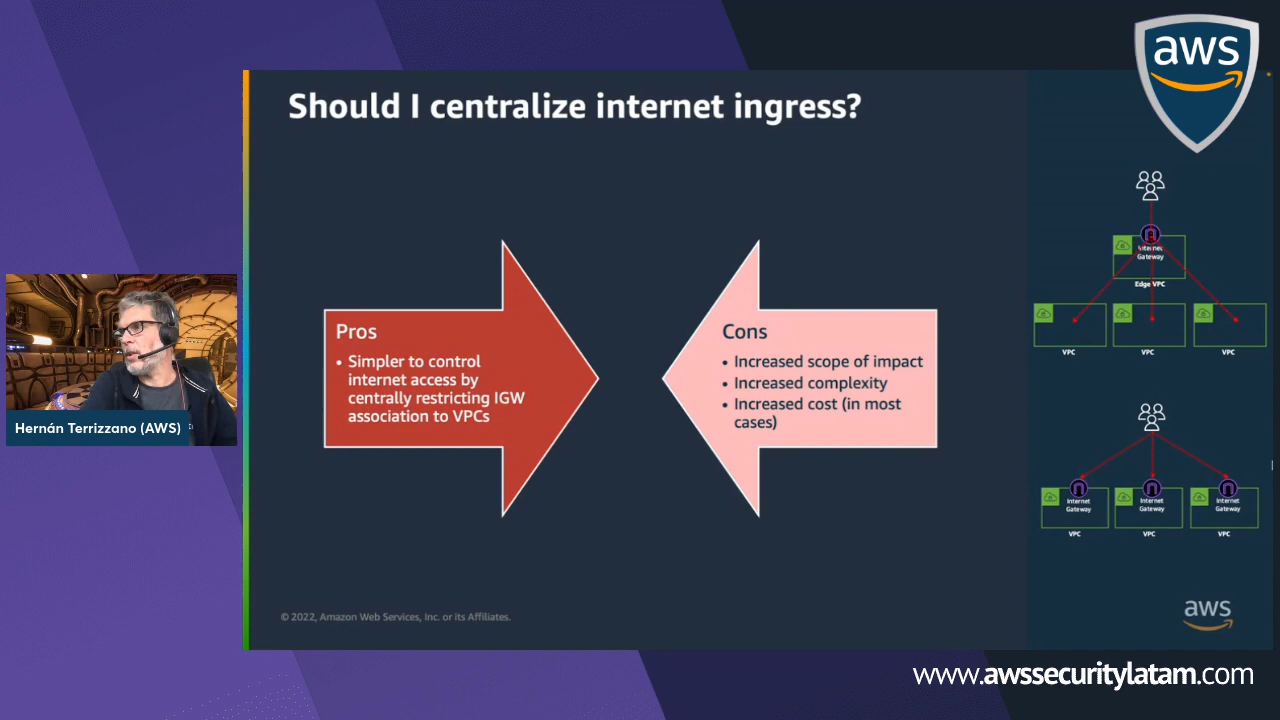 aws
Should I centralize internet ingress?
Pros
• Simpler to control
internet access by
centrally restricting IGW
association to VPCs
Cons
• Increased scope of impact
• Increased complexity
• Increased cost (in most
cases)
Internet
Gateway
Edge VPC
VPC
VPC
VPC
Internet
Gateway
Internet
Gateway
Internet
Gateway
VPC
VPC
VPC
Hernán Terrizzano (AWS)
© 2022, Amazon Web Services, Inc. or its Affiliates.
aws
www.awssecuritylatam.com